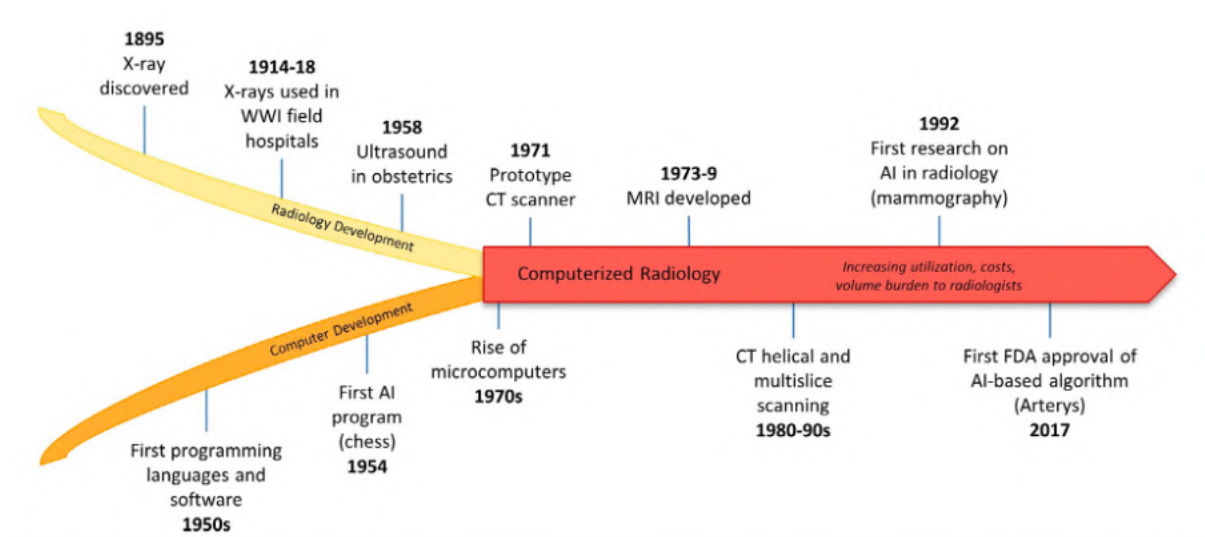 1895
X-ray
discovered
1914-18
X-rays used in
WWI field
hospitals
1958
Ultrasound
in obstetrics
1971
Prototype
CT scanner
1973-9
MRI developed
1992
First research on
AI in radiology
(mammography)
Radiology Development
Computerized Radiology
Increasing utilization, costs,
volume burden to radiologists
Computer Development
First programming
languages and
software
1950s
First AI
program
(chess)
1954
Rise of
microcomputers
1970s
CT helical and
multislice
scanning
1980-90s
First FDA approval of
AI-based algorithm
(Arterys)
2017